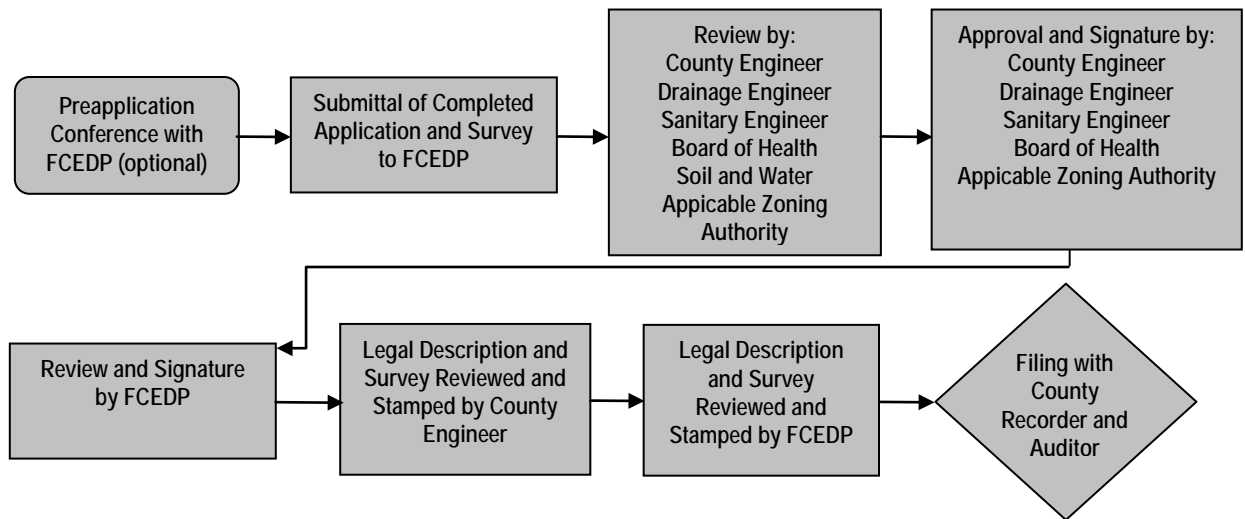 Preapplication
Conference with
FCEDP (optional)
Submittal of Completed
Application and Survey
to FCEDP
Review by:
County Engineer
Drainage Engineer
Sanitary Engineer
Board of Health
Soil and Water
Appicable Zoning
Authority
Approval and Signature by:
County Engineer
Drainage Engineer
Sanitary Engineer
Board of Health
Appicable Zoning Authority
Review and Signature
by FCEDP
Legal Description and
Survey Reviewed and
Stamped by County
Engineer
Legal Description
and Survey
Reviewed and
Stamped by FCEDP
Filing with
County
Recorder and
Auditor